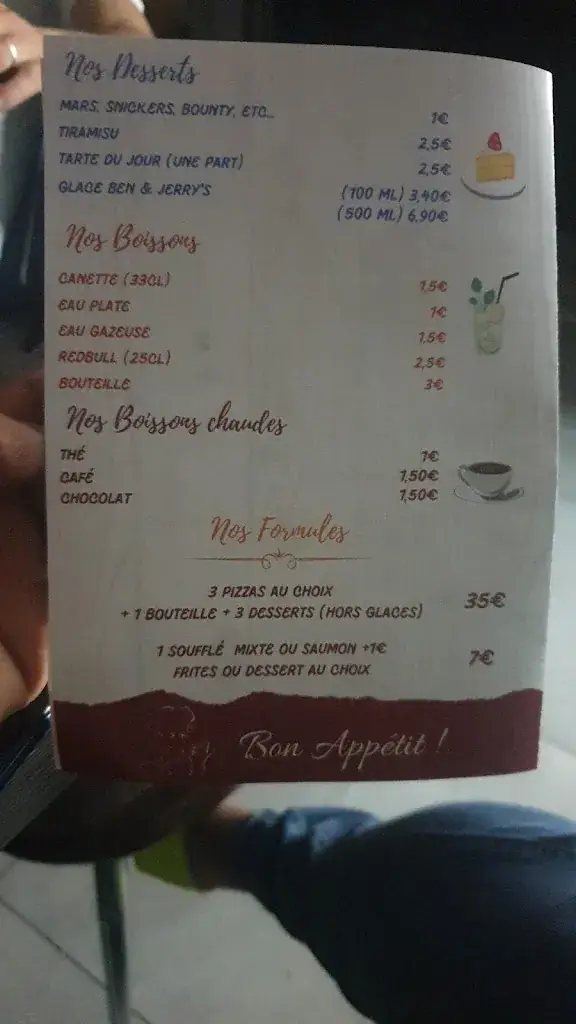 Nos Desserts
MARS, SNICKERS, BOUNTY, ETC... 1€
TIRAMISU 2,5€
TARTE DU JOUR (UNE PART) 2,5€
GLACE BEN & JERRY'S (100 ML) 3,40€
(500 ML) 6,90€
Nos Boissons
CANETTE (33CL) 1,5€
EAU PLATE 1€
EAU GAZEUSE 1,5€
REDBULL (25CL) 2,5€
BOUTEILLE 3€
Nos Boissons chaudes
THÉ 1€
CAFÉ 1,50€
CHOCOLAT 1,50€
Nos Formules
3 PIZZAS AU CHOIX
+ 1 BOUTEILLE + 3 DESSERTS (HORS GLACES) 35€
1 SOUFFLÉ MIXTE OU SAUMON +1€
FRITES OU DESSERT AU CHOIX 7€
Bon Appétit !